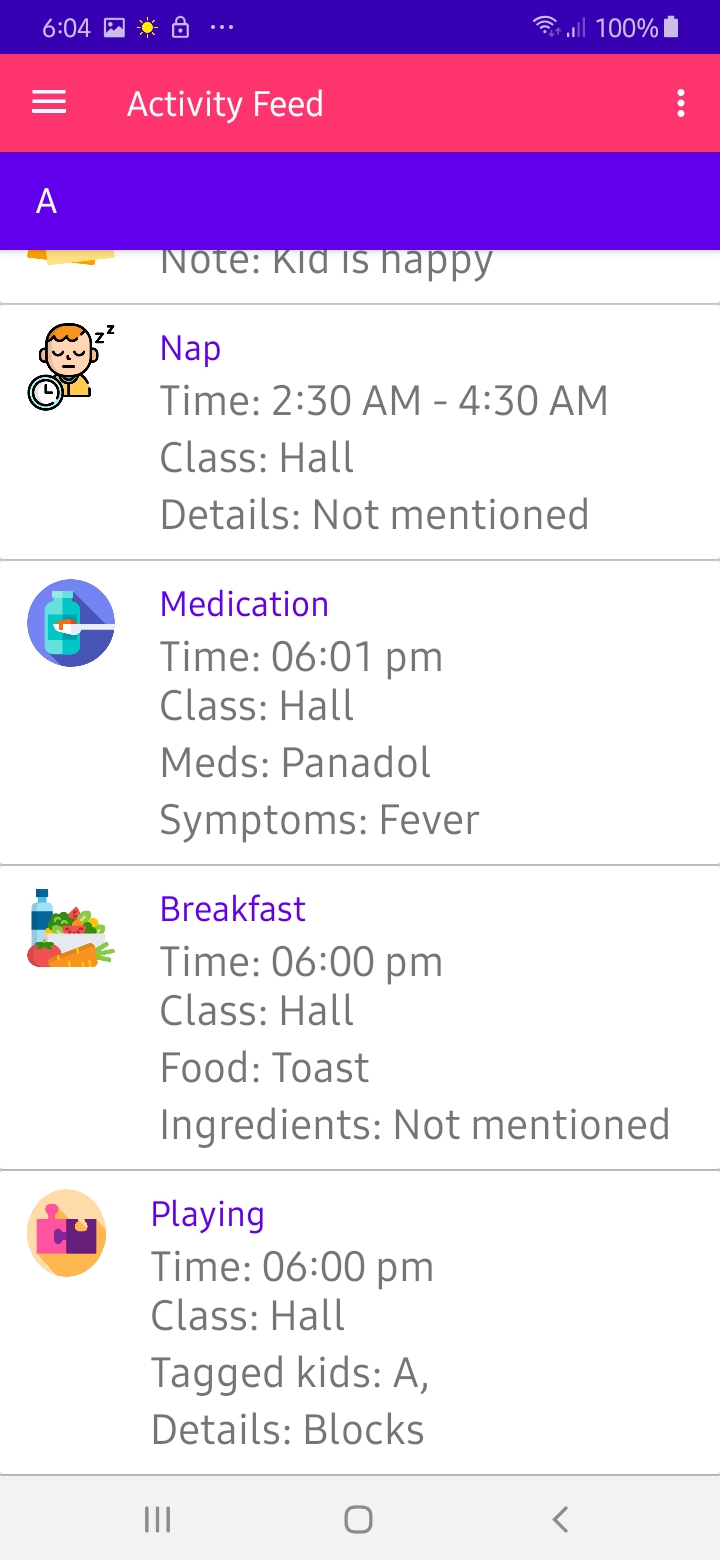 6:04 100%
Activity Feed
A
Note: Kid is happy
zz
Nap
Time: 2:30 AM - 4:30 AM
Class: Hall
Details: Not mentioned
Medication
Time: 06:01 pm
Class: Hall
Meds: Panadol
Symptoms: Fever
Breakfast
Time: 06:00 pm
Class: Hall
Food: Toast
Ingredients: Not mentioned
Playing
Time: 06:00 pm
Class: Hall
Tagged kids: A,
Details: Blocks